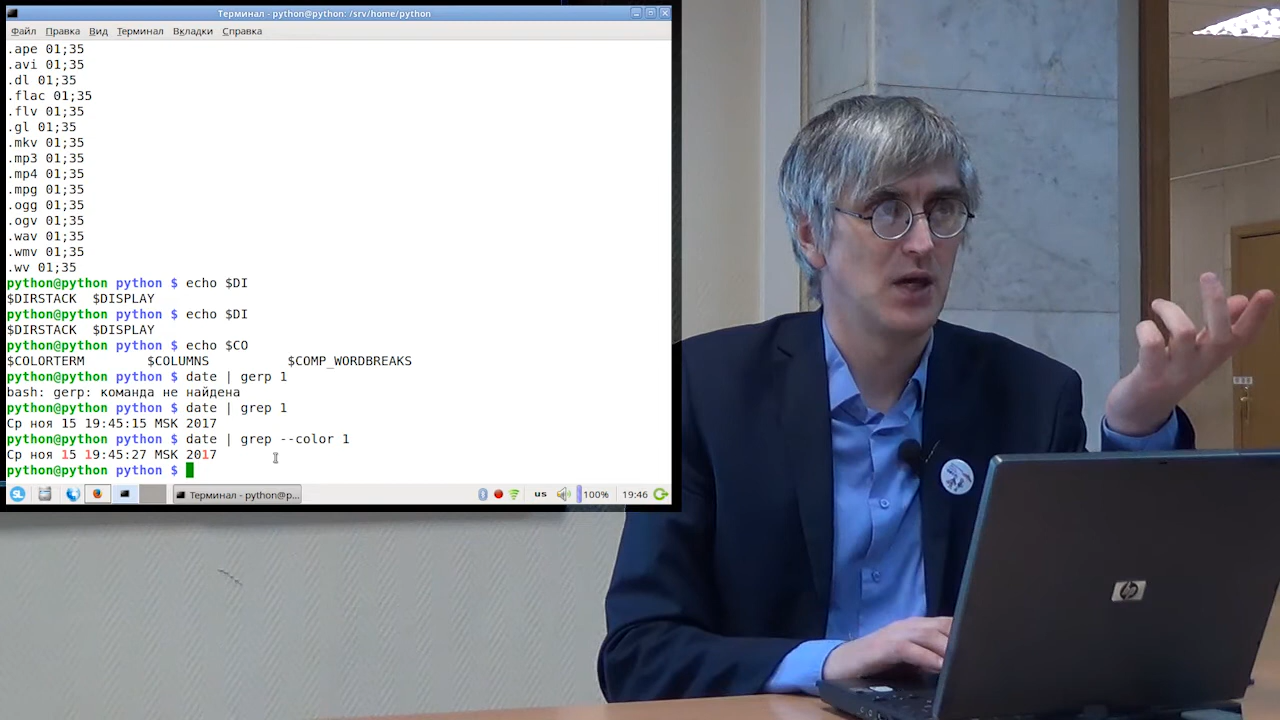 Терминал - python@python: /srv/home/python
Файл Правка Вид Терминал Вкладки Справка
.ape 01;35
.avi 01;35
.dl 01;35
.flac 01;35
.flv 01;35
.gl 01;35
.mkv 01;35
.mp3 01;35
.mp4 01;35
.mpg 01;35
.ogg 01;35
.ogv 01;35
.wav 01;35
.wmv 01;35
.wv 01;35
python@python python $ echo $DI
$DIRSTACK $DISPLAY
python@python python $ echo $DI
$DIRSTACK $DISPLAY
python@python python $ echo $CO
$COLORTERM $COLUMNS $COMP_WORDBREAKS
python@python python $ date | gerp 1
bash: gerp: команда не найдена
python@python python $ date | grep 1
Ср ноя 15 19:45:15 MSK 2017
python@python python $ date | grep --color 1
Ср ноя 15 19:45:27 MSK 2017
python@python python $
SL Терминал - python@p... us 100% 19:46
hp